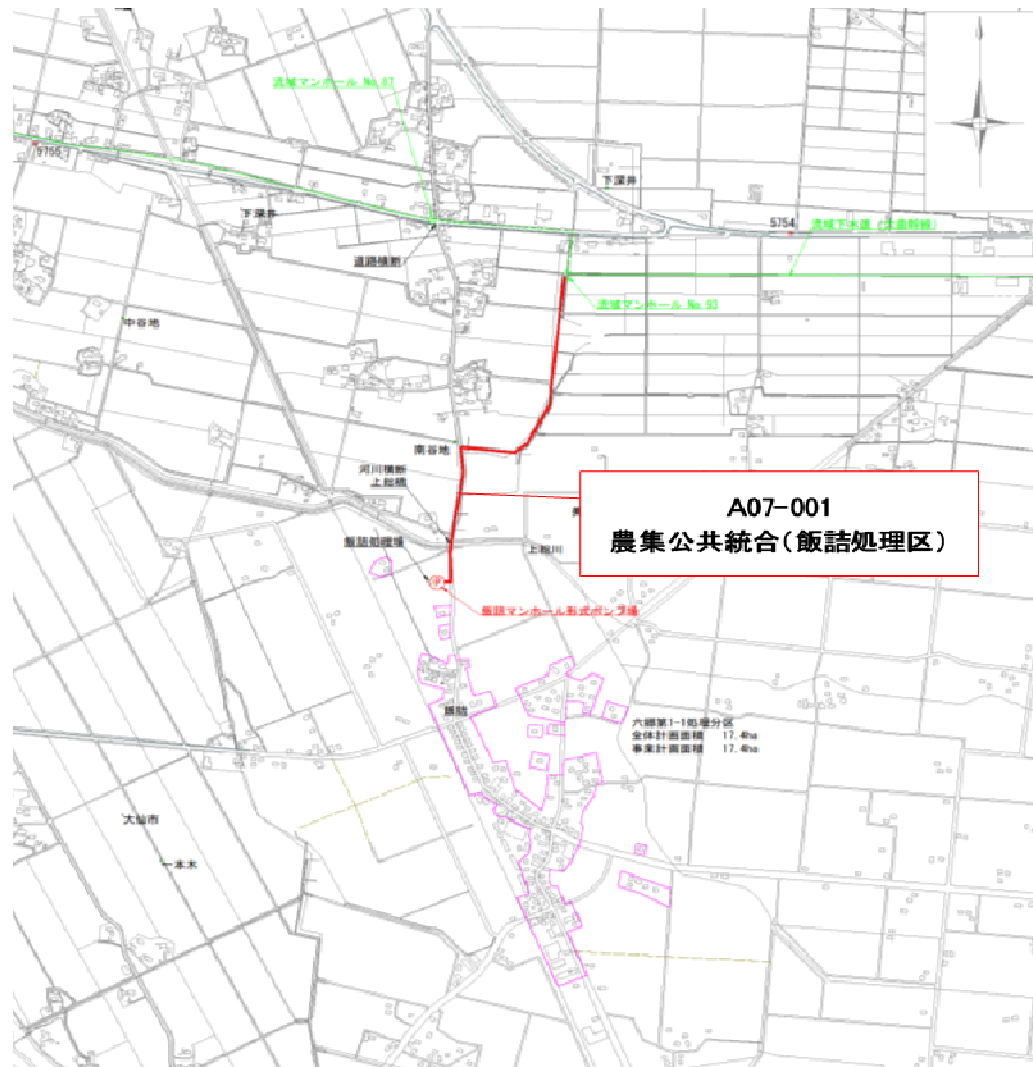 流域マンホール No.87
5755
下深井
下深井
5754
流域下水道（大曲幹線）
道路横断
流域マンホール No.93
中谷地
南谷地
河川横断
上総橋
A07-001
農集公共統合（飯詰処理区）
飯詰処理場
上総川
飯詰マンホール形式ポンプ場
飯詰
六郷第1-1処理分区
全体計画面積 17.4ha
事業計画面積 17.4ha
大仙市
一本木